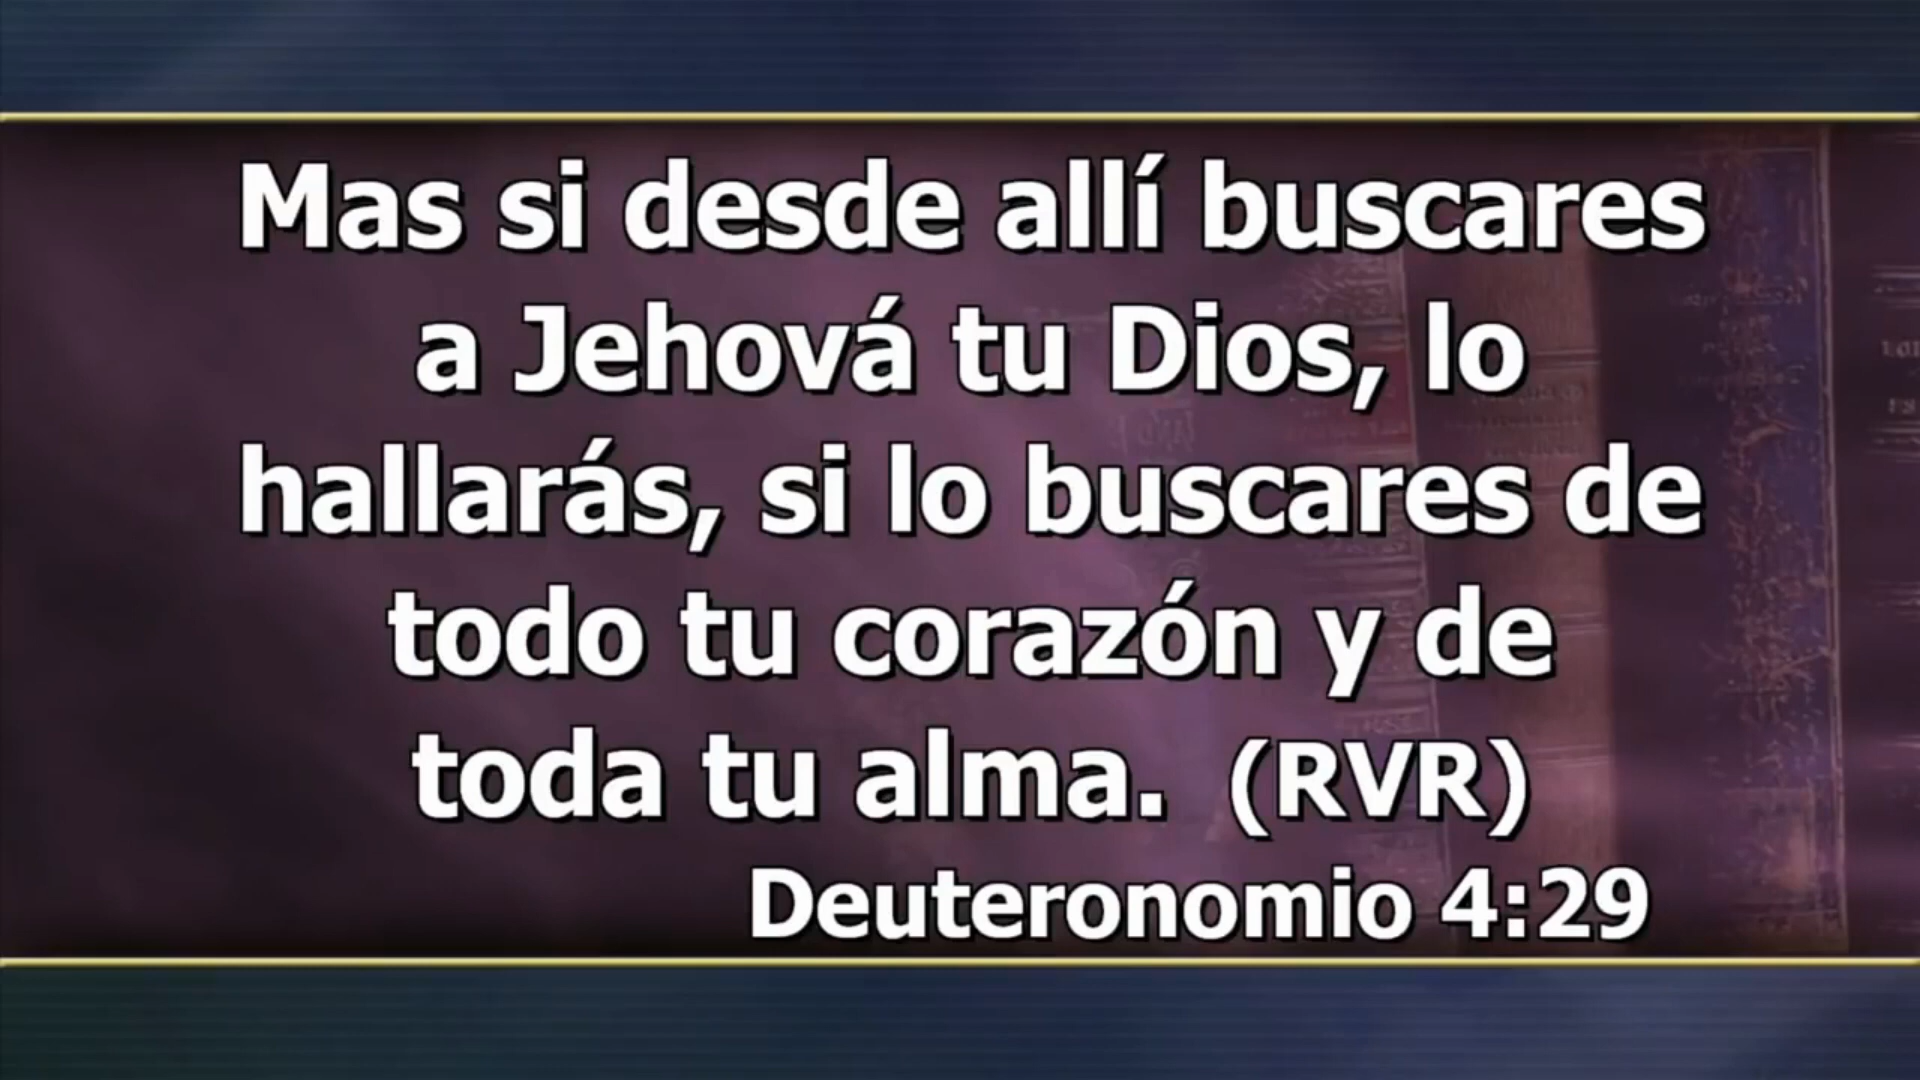 Mas si desde allí buscares
a Jehová tu Dios, lo
hallarás, si lo buscares de
todo tu corazón y de
toda tu alma. (RVR)
Deuteronomio 4:29